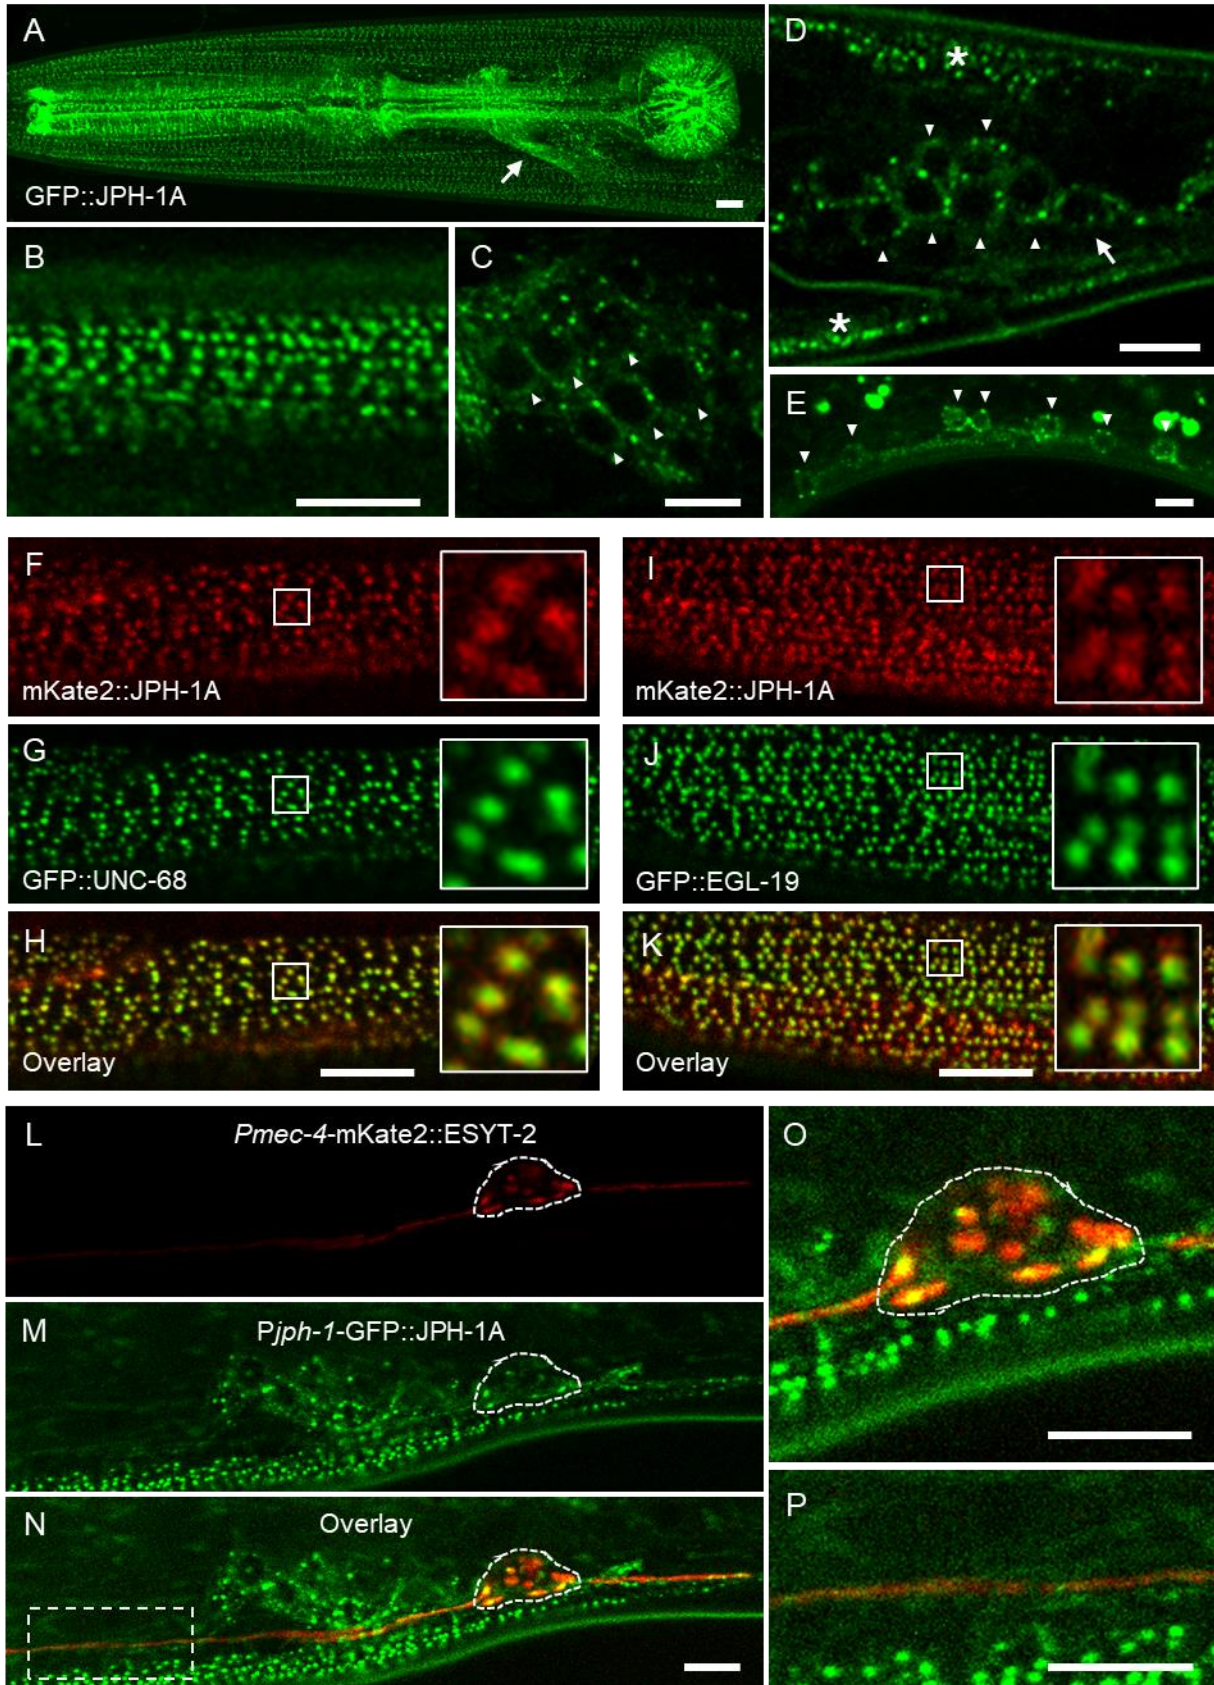 A
GFP::JPH-1A
B
C
D
*
*
E
F
mKate2::JPH-1A
G
GFP::UNC-68
H
Overlay
I
mKate2::JPH-1A
J
GFP::EGL-19
K
Overlay
L
Pmec-4-mKate2::ESYT-2
M
Pjph-1-GFP::JPH-1A
N
Overlay
O
P